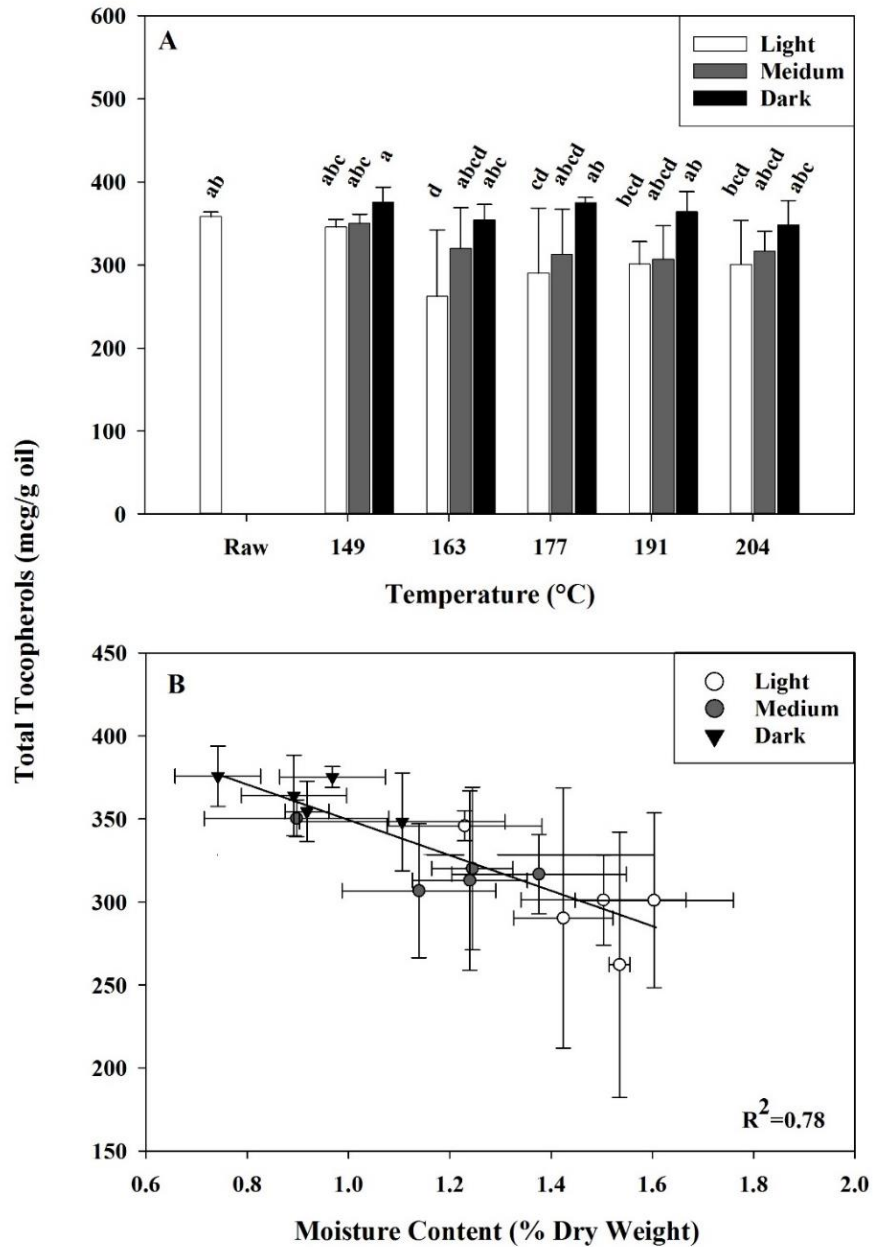 Total Tocopherols (mcg/g oil)
A
Light
Meidum
Dark
600
500
400
300
200
100
0
ab
abc
abc
a
d
abcd
abc
cd
abcd
ab
bcd
abcd
ab
bcd
abcd
abc
Raw 149 163 177 191 204
Temperature (°C)
B
Light
Medium
Dark
450
400
350
300
250
200
150
R²=0.78
0.6 0.8 1.0 1.2 1.4 1.6 1.8 2.0
Moisture Content (% Dry Weight)